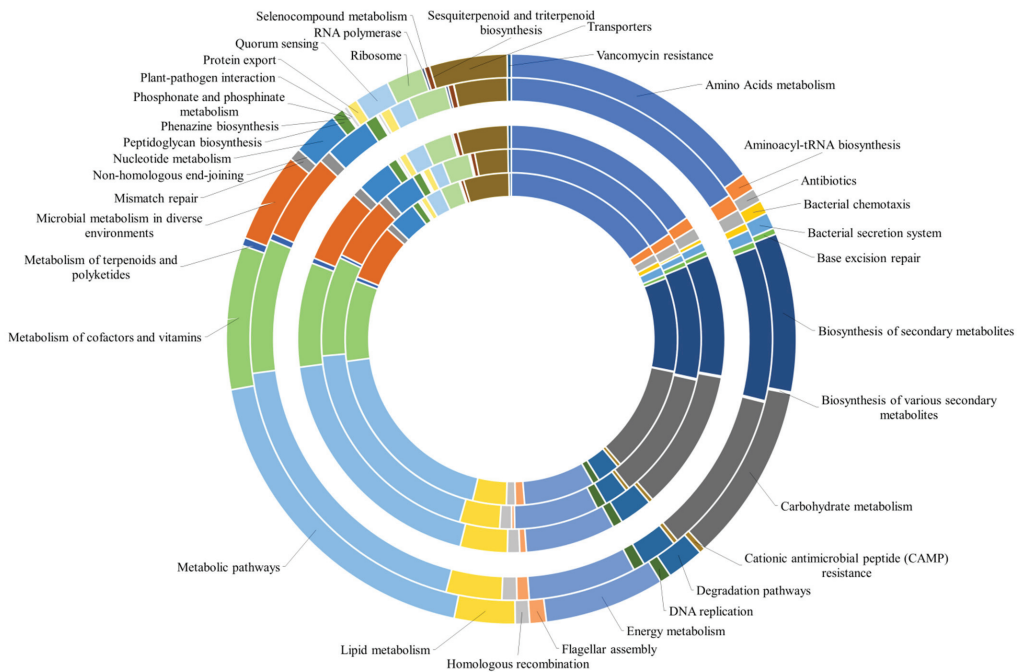 Selenocompound metabolism
RNA polymerase
Ribosome
Quorum sensing
Protein export
Plant-pathogen interaction
Phosphonate and phosphinate
metabolism
Phenazine biosynthesis
Peptidoglycan biosynthesis
Nucleotide metabolism
Non-homologous end-joining
Mismatch repair
Microbial metabolism in diverse
environments
Metabolism of terpenoids and
polyketides
Metabolism of cofactors and vitamins
Metabolic pathways
Lipid metabolism
Homologous recombination
Sesquiterpenoid and triterpenoid
biosynthesis
Transporters
Vancomycin resistance
Amino Acids metabolism
Aminoacyl-tRNA biosynthesis
Antibiotics
Bacterial chemotaxis
Bacterial secretion system
Base excision repair
Biosynthesis of secondary metabolites
Biosynthesis of various secondary
metabolites
Carbohydrate metabolism
Cationic antimicrobial peptide (CAMP)
resistance
Degradation pathways
DNA replication
Energy metabolism
Flagellar assembly